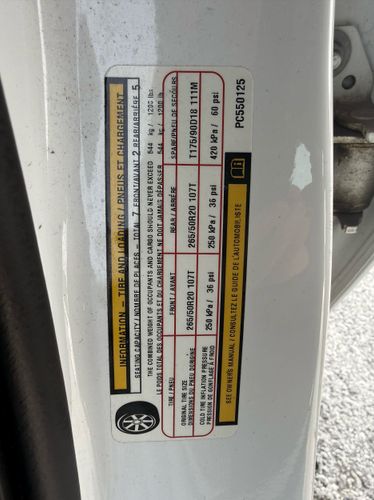 INFORMATION – TIRE AND LOADING / PNEUS ET CHARGEMENT
SEATING CAPACITY / NOMBRE DE PLACES – TOTAL 7 FRONT/AVANT 2 REAR/ARRIÈRE 5
THE COMBINED WEIGHT OF OCCUPANTS AND CARGO SHOULD NEVER EXCEED 544 kg / 1200 lbs
LE POIDS TOTAL DES OCCUPANTS ET DU CHARGEMENT NE DOIT JAMAIS DÉPASSER 544 kg / 1200 lb
TIRE / PNEU FRONT / AVANT REAR / ARRIÈRE SPARE/PNEU DE SECOURS
ORIGINAL TIRE SIZE 265/50R20 107T 265/50R20 107T T175/90D18 111M
DIMENSIONS DU PNEU D'ORIGINE
COLD TIRE INFLATION PRESSURE 250 kPa / 36 psi 250 kPa / 36 psi 420 kPa / 60 psi
PRESSION DE GONFLAGE À FROID
SEE OWNER'S MANUAL / CONSULTEZ LE GUIDE DE L'AUTOMOBILISTE
PC550125